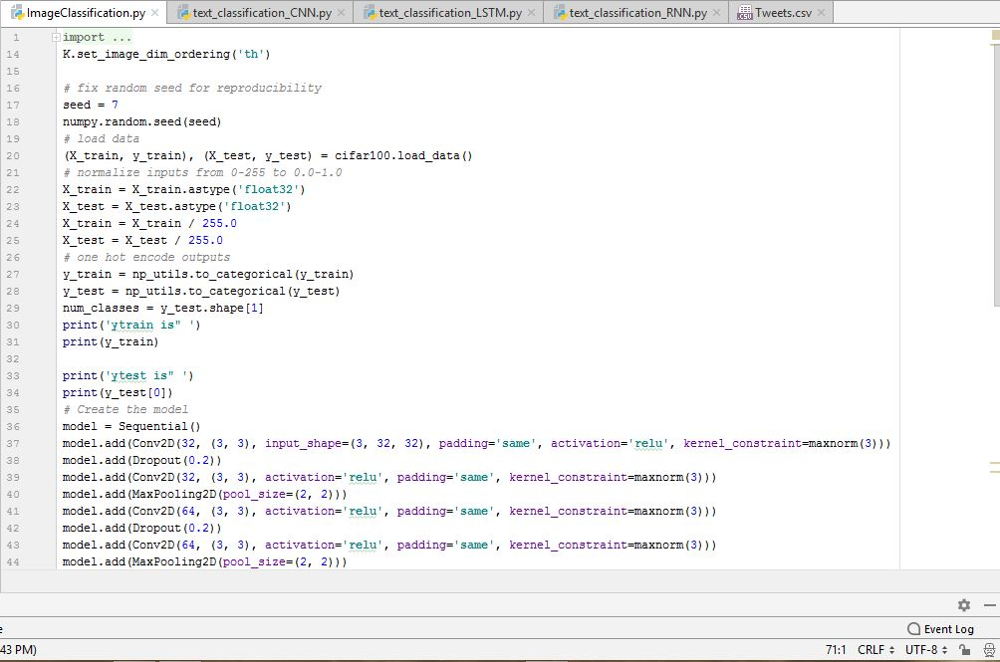 ImageClassification.py text_classification_CNN.py text_classification_LSTM.py text_classification_RNN.py Tweets.csv
1 import ...
14 K.set_image_dim_ordering('th')
15
16 # fix random seed for reproducibility
17 seed = 7
18 numpy.random.seed(seed)
19 # load data
20 (X_train, y_train), (X_test, y_test) = cifar100.load_data()
21 # normalize inputs from 0-255 to 0.0-1.0
22 X_train = X_train.astype('float32')
23 X_test = X_test.astype('float32')
24 X_train = X_train / 255.0
25 X_test = X_test / 255.0
26 # one hot encode outputs
27 y_train = np_utils.to_categorical(y_train)
28 y_test = np_utils.to_categorical(y_test)
29 num_classes = y_test.shape[1]
30 print('ytrain is" ')
31 print(y_train)
32
33 print('ytest is" ')
34 print(y_test[0])
35 # Create the model
36 model = Sequential()
37 model.add(Conv2D(32, (3, 3), input_shape=(3, 32, 32), padding='same', activation='relu', kernel_constraint=maxnorm(3)))
38 model.add(Dropout(0.2))
39 model.add(Conv2D(32, (3, 3), activation='relu', padding='same', kernel_constraint=maxnorm(3)))
40 model.add(MaxPooling2D(pool_size=(2, 2)))
41 model.add(Conv2D(64, (3, 3), activation='relu', padding='same', kernel_constraint=maxnorm(3)))
42 model.add(Dropout(0.2))
43 model.add(Conv2D(64, (3, 3), activation='relu', padding='same', kernel_constraint=maxnorm(3)))
44 model.add(MaxPooling2D(pool_size=(2, 2)))
e Event Log
43 PM) 71:1 CRLF UTF-8